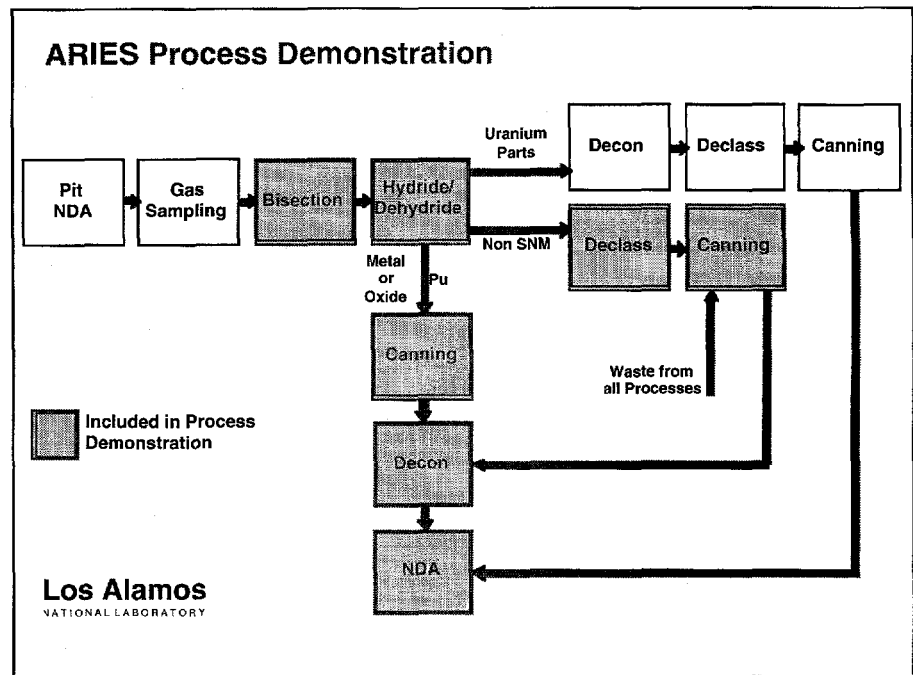 ARIES Process Demonstration
Pit
NDA
Gas
Sampling
Bisection
Hydride/
Dehydride
Uranium
Parts
Decon
Declass
Canning
Non SNM
Declass
Canning
Metal
or
Oxide
Pu
Canning
Waste from
all Processes
Included in Process
Demonstration
Decon
NDA
Los Alamos
NATIONAL LABORATORY